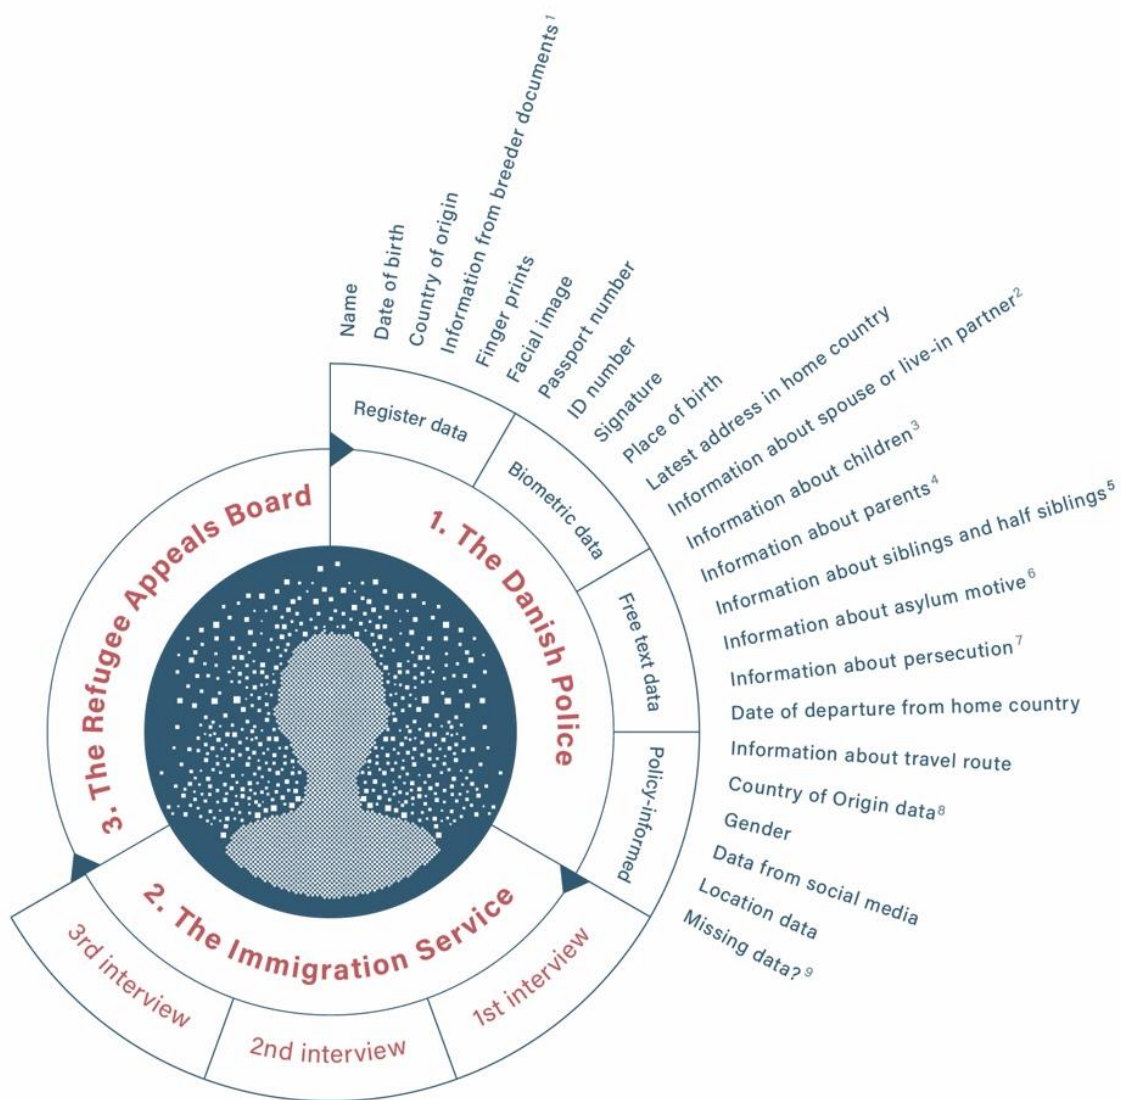 Name
Date of birth
Country of origin
Information from breeder documents¹
Finger prints
Facial image
Passport number
ID number
Signature
Place of birth
Latest address in home country
Information about spouse or live-in partner²
Information about children³
Information about parents⁴
Information about siblings and half siblings⁵
Information about asylum motive⁶
Information about persecution⁷
Date of departure from home country
Information about travel route
Country of Origin data⁸
Gender
Data from social media
Location data
Missing data?⁹
Register data
Biometric data
Free text data
Policy-informed
1. The Danish Police
2. The Immigration Service
1st interview
2nd interview
3rd interview
3. The Refugee Appeals Board